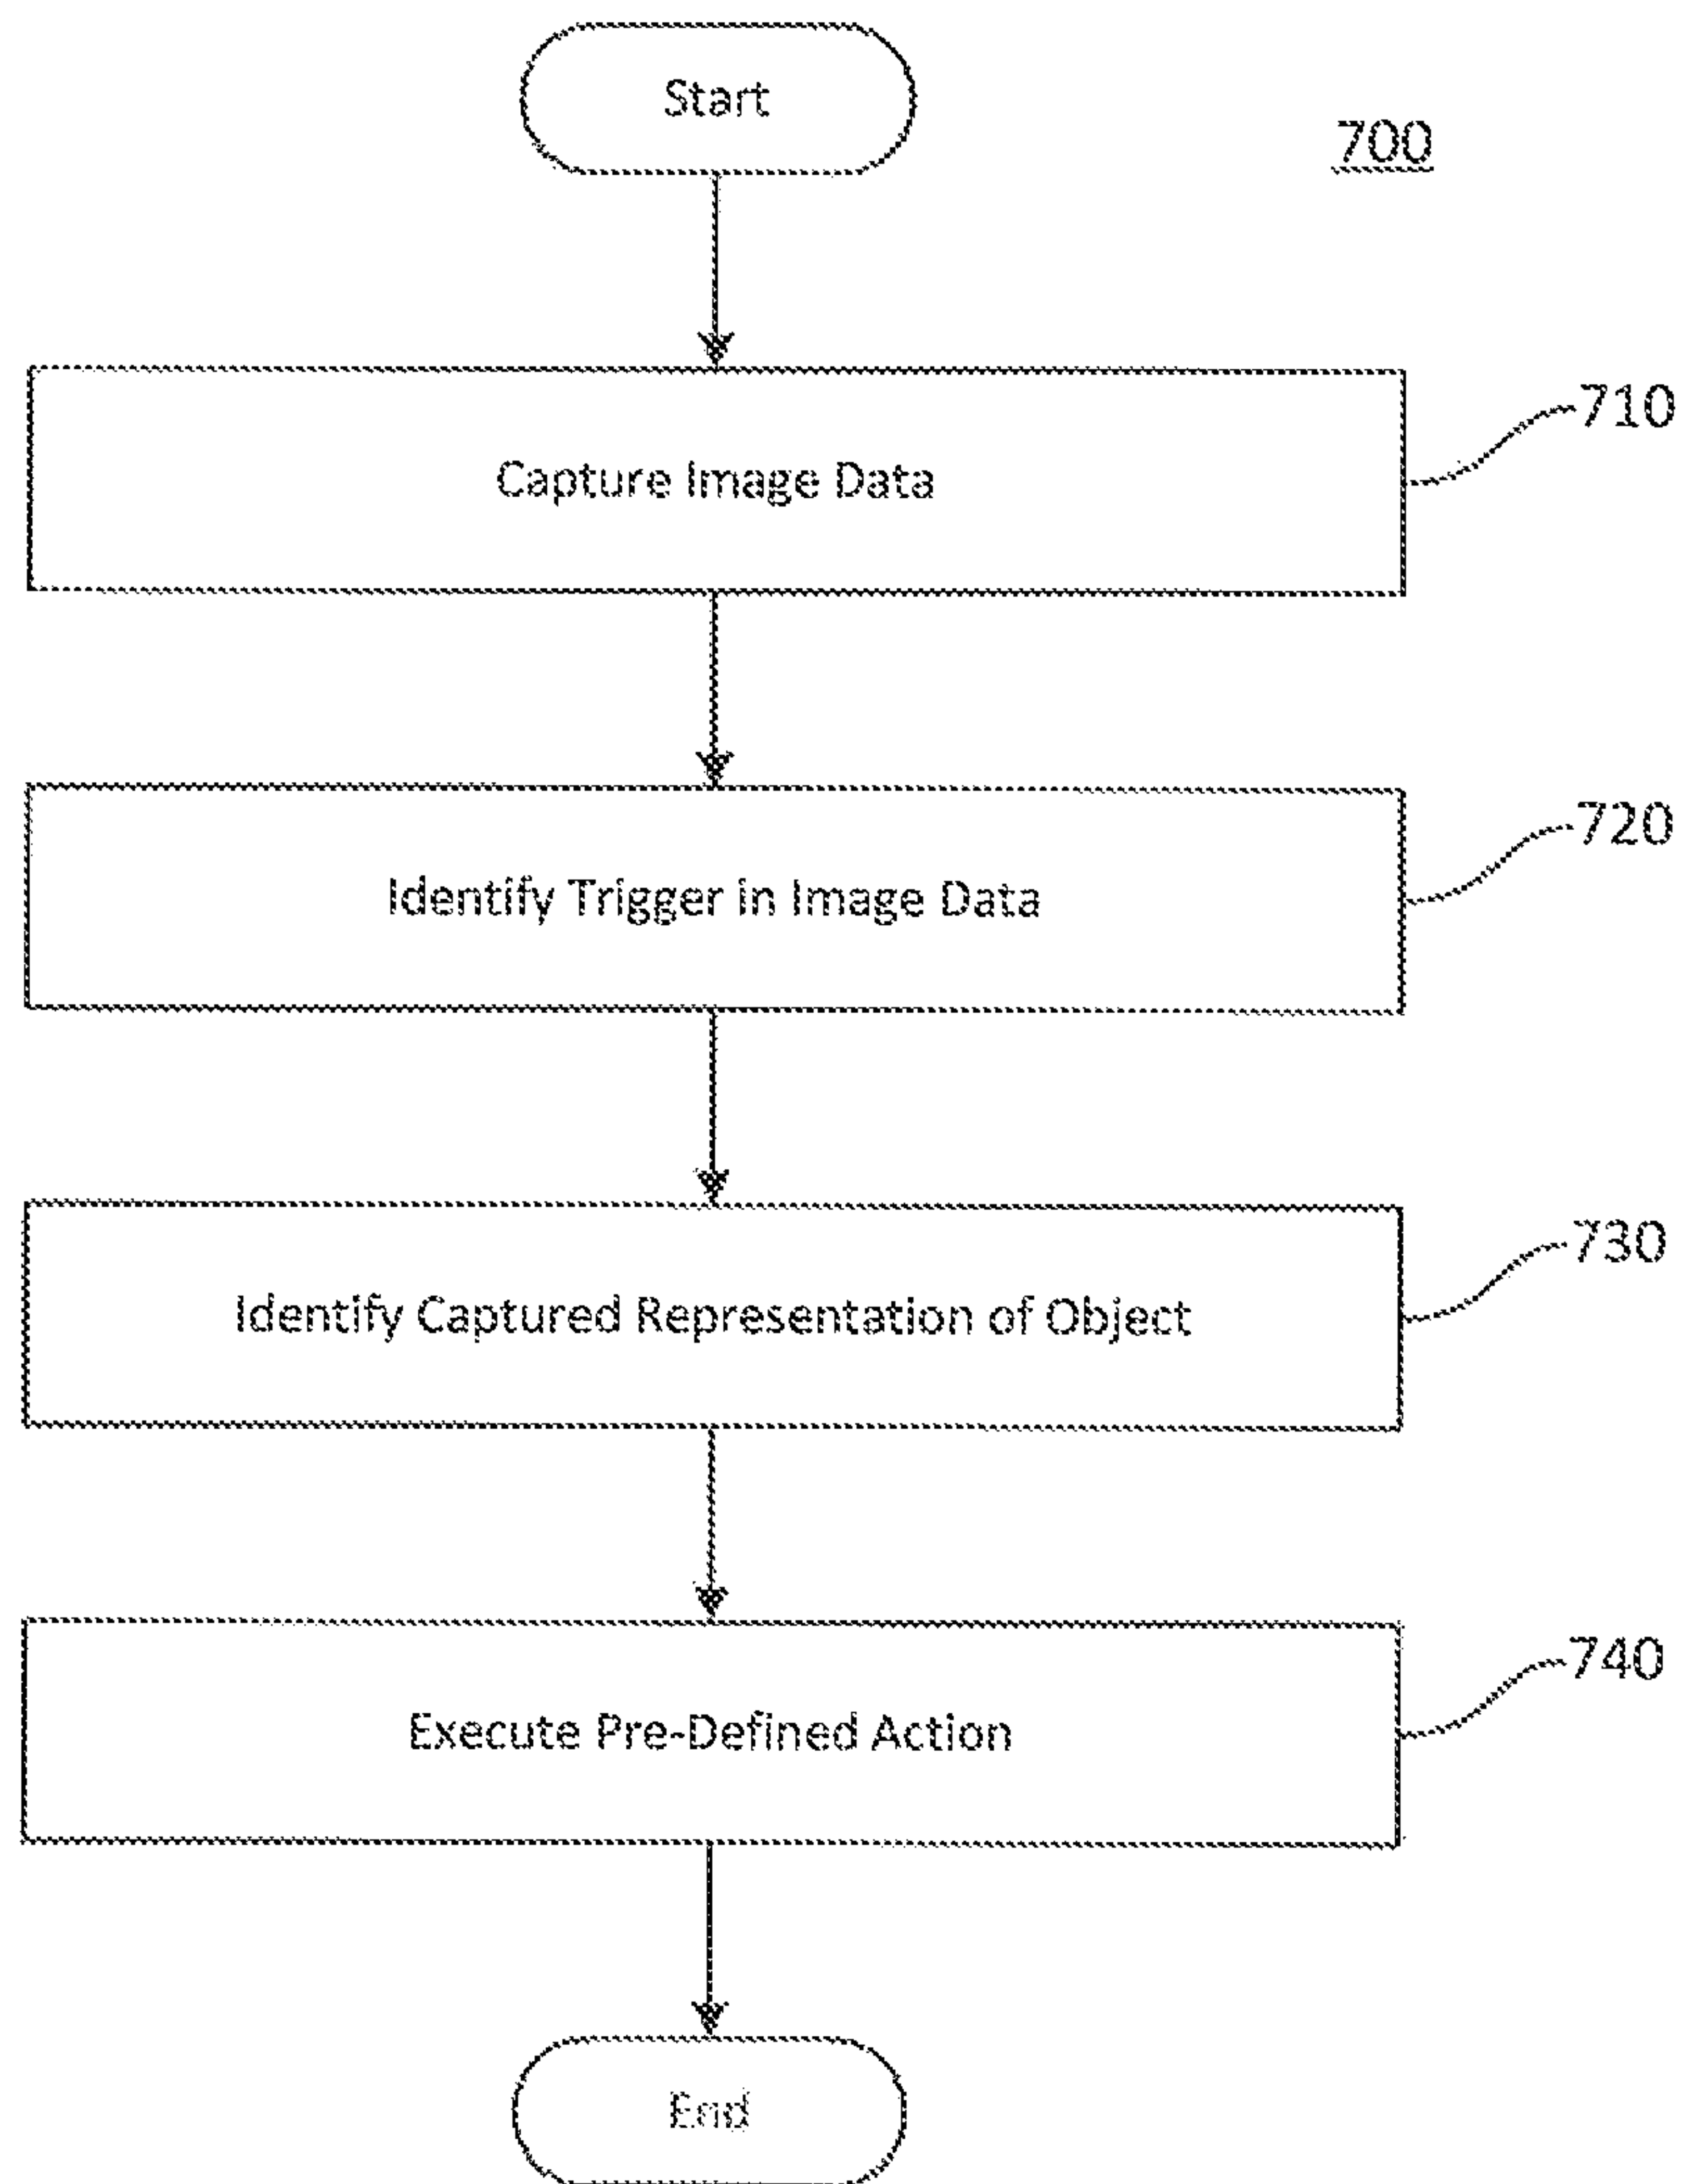 Start
700
Capture Image Data
710
Identify Trigger in Image Data
720
Identify Captured Representation of Object
730
Execute Pre-Defined Action
740
End